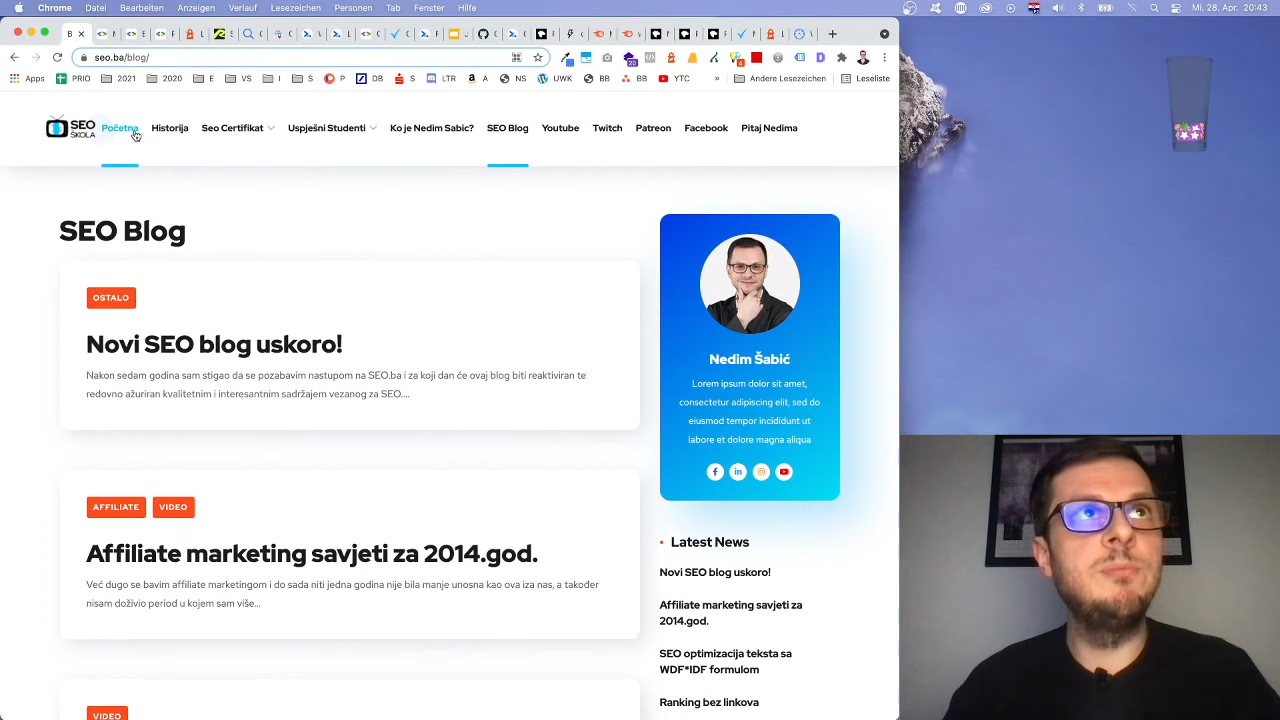 Chrome Datei Bearbeiten Anzeigen Verlauf Lesezeichen Personen Tab Fenster Hilfe
Mi. 28. Apr. 20:43
seo.ba/blog/
Apps PRIO 2021 2020 E VS I S P DB S LTR A NS UWK BB BB YTC » Andere Lesezeichen Leseliste
SEO
ŠKOLA
Početna Historija Seo Certifikat Uspješni Studenti Ko je Nedim Sabic? SEO Blog Youtube Twitch Patreon Facebook Pitaj Nedima
SEO Blog
OSTALO
Novi SEO blog uskoro!
Nakon sedam godina sam stigao da se pozabavim nastupom na SEO.ba i za koji dan će ovaj blog biti reaktiviran te
redovno ažuriran kvalitetnim i interesantnim sadržajem vezanog za SEO....
AFFILIATE VIDEO
Affiliate marketing savjeti za 2014.god.
Već dugo se bavim affiliate marketingom i do sada niti jedna godina nije bila manje unosna kao ova iza nas, a također
nisam doživio period u kojem sam više...
VIDEO
Nedim Šabić
Lorem ipsum dolor sit amet,
consectetur adipiscing elit, sed do
eiusmod tempor incididunt ut
labore et dolore magna aliqua
Latest News
Novi SEO blog uskoro!
Affiliate marketing savjeti za
2014.god.
SEO optimizacija teksta sa
WDF*IDF formulom
Ranking bez linkova